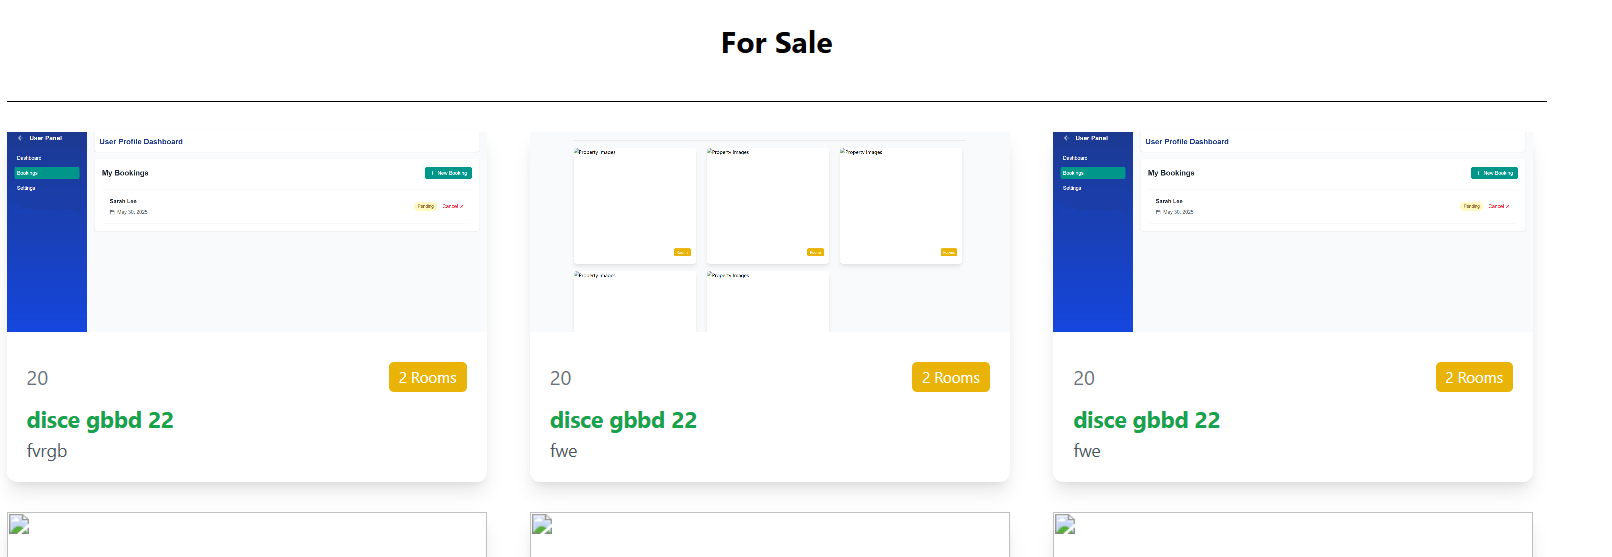 For Sale
User Panel
User Profile Dashboard
Dashboard
Bookings
My Bookings
+ New Booking
Settings
Sarah Lee
May 30, 2025
Pending
Cancel
Property Images
Property Images
Property Images
Property Images
Property Images
User Panel
User Profile Dashboard
Dashboard
Bookings
My Bookings
+ New Booking
Settings
Sarah Lee
May 30, 2025
Pending
Cancel
20
2 Rooms
disce gbbd 22
fvrgb
20
2 Rooms
disce gbbd 22
fwe
20
2 Rooms
disce gbbd 22
fwe